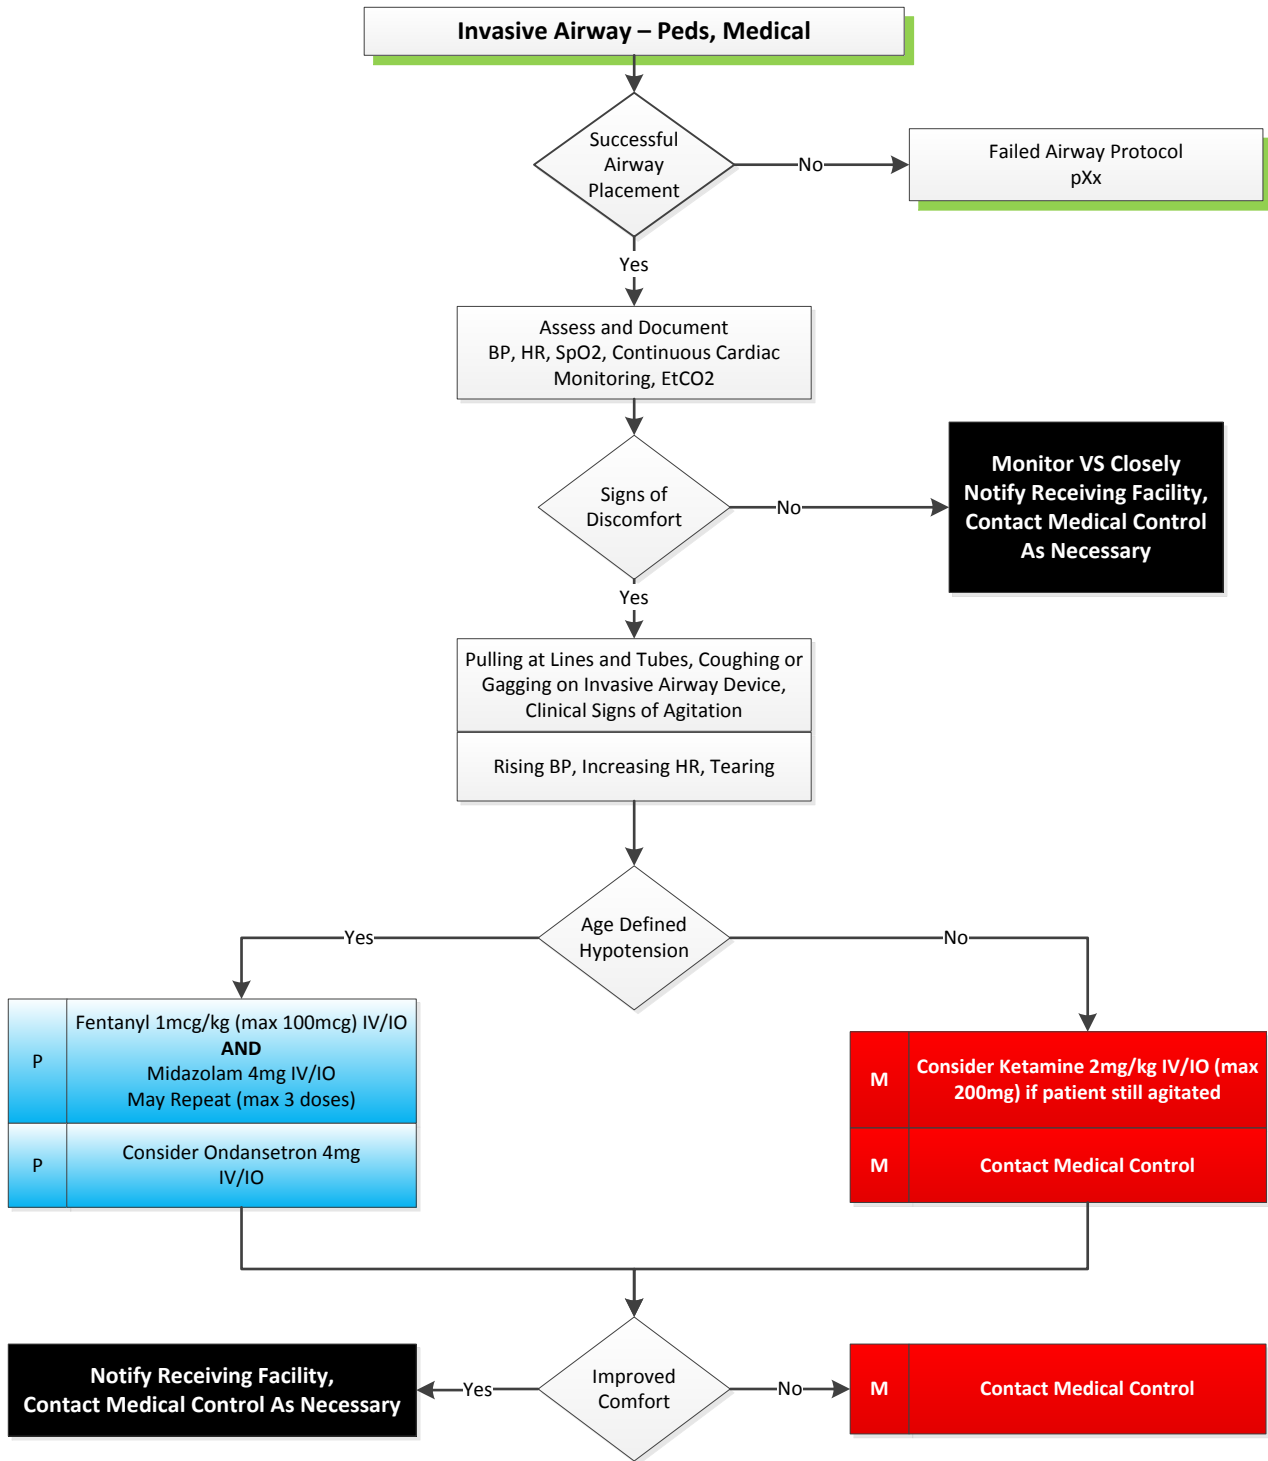 Invasive Airway – Peds, Medical
Successful
Airway
Placement
No
Failed Airway Protocol
pXx
Yes
Assess and Document
BP, HR, SpO2, Continuous Cardiac
Monitoring, EtCO2
Signs of
Discomfort
No
Monitor VS Closely
Notify Receiving Facility,
Contact Medical Control
As Necessary
Yes
Pulling at Lines and Tubes, Coughing or
Gagging on Invasive Airway Device,
Clinical Signs of Agitation
Rising BP, Increasing HR, Tearing
Age Defined
Hypotension
Yes
No
P
Fentanyl 1mcg/kg (max 100mcg) IV/IO
AND
Midazolam 4mg IV/IO
May Repeat (max 3 doses)
P
Consider Ondansetron 4mg
IV/IO
M
Consider Ketamine 2mg/kg IV/IO (max
200mg) if patient still agitated
M
Contact Medical Control
Improved
Comfort
Yes
Notify Receiving Facility,
Contact Medical Control As Necessary
No
M
Contact Medical Control